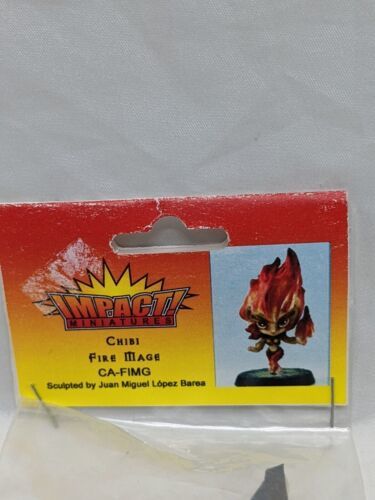 IMPACT!
MINIATURES
CHIBI
FIRE MAGE
CA-FIMG
Sculpted by Juan Miguel López Barea